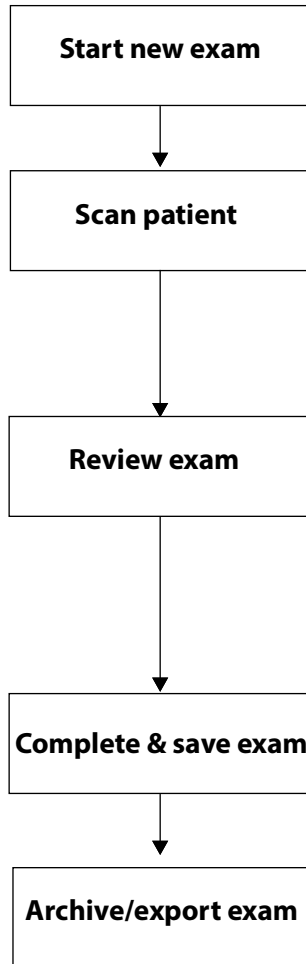 Start new exam
Scan patient
Review exam
Complete & save exam
Archive/export exam